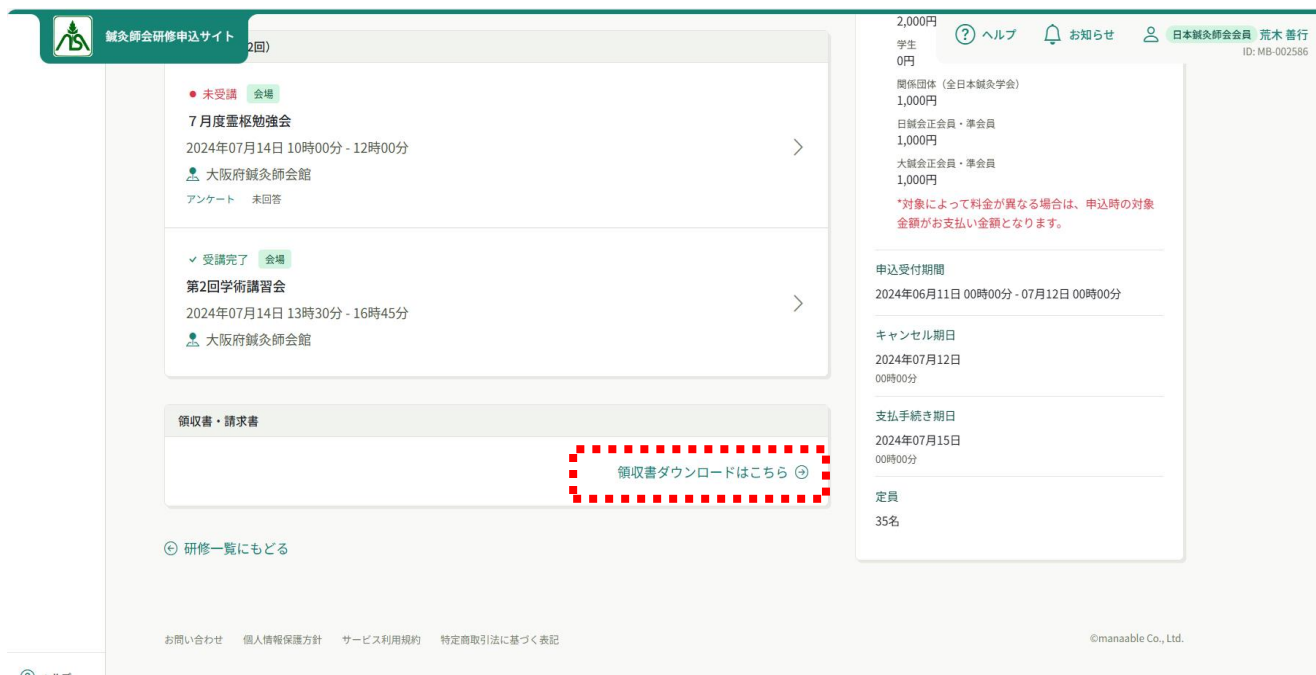 鍼灸師会研修申込サイト
2回）
ヘルプ
お知らせ
日本鍼灸師会会員 荒木 善行
ID: MB-002586
未受講 会場
７月度霊枢勉強会
2024年07月14日 10時00分 - 12時00分
大阪府鍼灸師会館
アンケート 未回答
受講完了 会場
第2回学術講習会
2024年07月14日 13時30分 - 16時45分
大阪府鍼灸師会館
領収書・請求書
領収書ダウンロードはこちら
研修一覧にもどる
2,000円
学生
0円
関係団体（全日本鍼灸学会）
1,000円
日鍼会正会員・準会員
1,000円
大鍼会正会員・準会員
1,000円
*対象によって料金が異なる場合は、申込時の対象
金額がお支払い金額となります。
申込受付期間
2024年06月11日 00時00分 - 07月12日 00時00分
キャンセル期日
2024年07月12日
00時00分
支払手続き期日
2024年07月15日
00時00分
定員
35名
お問い合わせ 個人情報保護方針 サービス利用規約 特定商取引法に基づく表記
©manaable Co., Ltd.